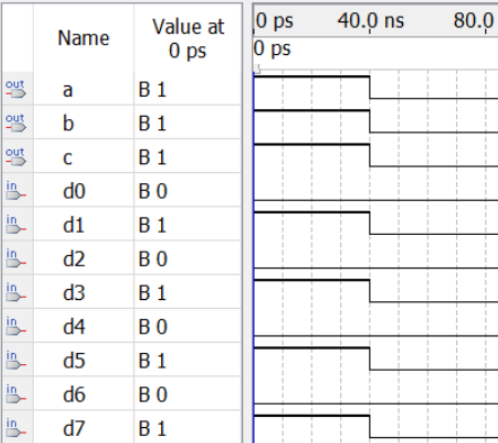 Name Value at 0 ps 0 ps 40.0 ns 80.0
0 ps
out a B 1
out b B 1
out c B 1
in d0 B 0
in d1 B 1
in d2 B 0
in d3 B 1
in d4 B 0
in d5 B 1
in d6 B 0
in d7 B 1